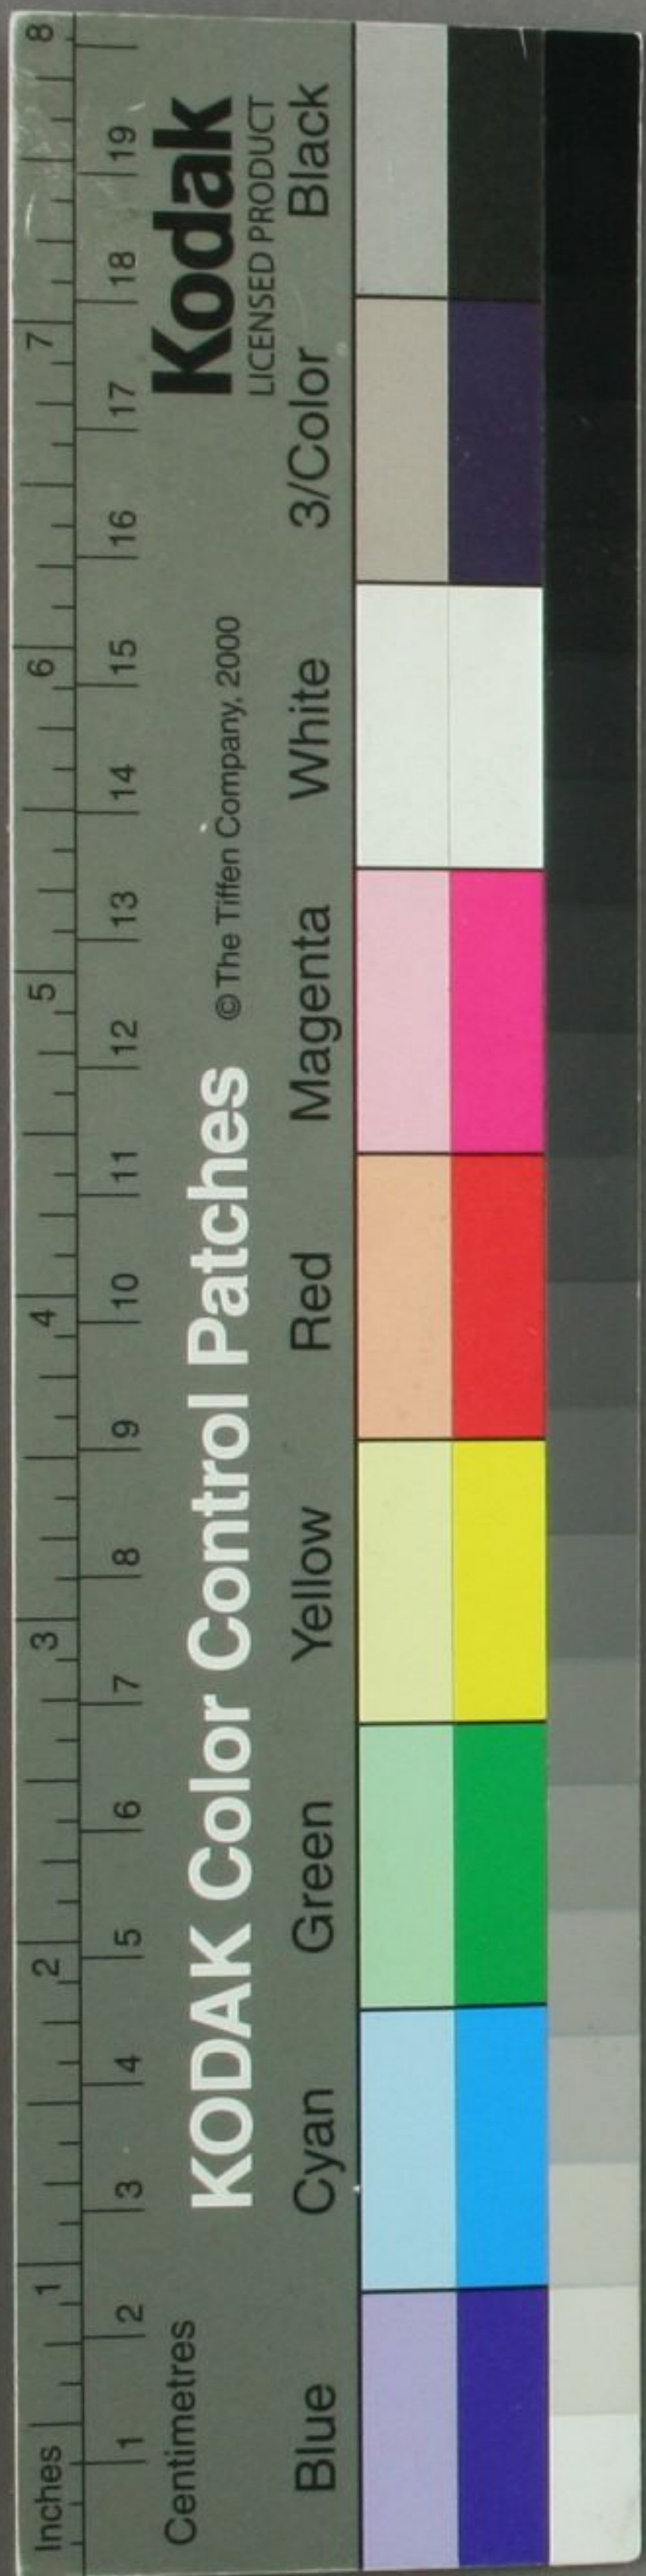 Inches 1 2 3 4 5 6 7 8
1 2 3 4 5 6 7 8 9 10 11 12 13 14 15 16 17 18 19
Centimetres
KODAK Color Control Patches © The Tiffen Company, 2000
Kodak
LICENSED PRODUCT
Blue Cyan Green Yellow Red Magenta White 3/Color Black